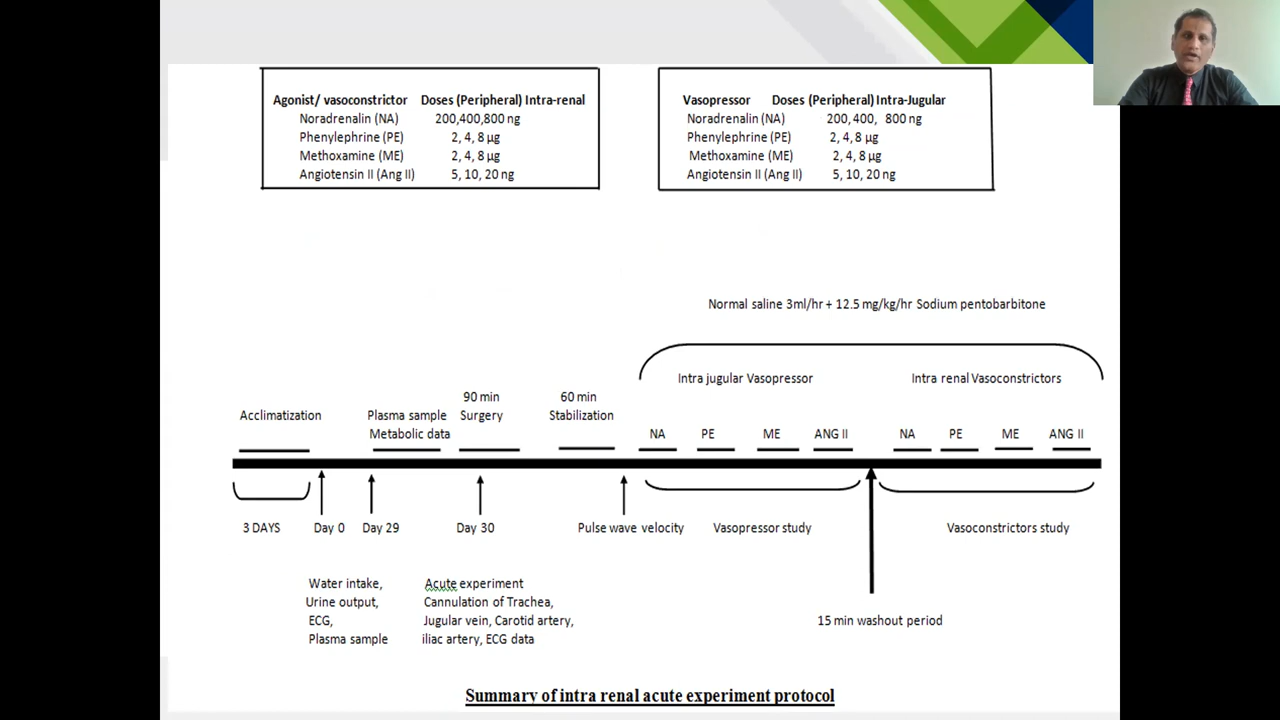 Agonist/ vasoconstrictor Doses (Peripheral) Intra-renal
Noradrenalin (NA) 200,400,800 ng
Phenylephrine (PE) 2, 4, 8 µg
Methoxamine (ME) 2, 4, 8 µg
Angiotensin II (Ang II) 5, 10, 20 ng
Vasopressor Doses (Peripheral) Intra-Jugular
Noradrenalin (NA) 200, 400, 800 ng
Phenylephrine (PE) 2, 4, 8 µg
Methoxamine (ME) 2, 4, 8 µg
Angiotensin II (Ang II) 5, 10, 20 ng
Normal saline 3ml/hr + 12.5 mg/kg/hr Sodium pentobarbitone
Intra jugular Vasopressor Intra renal Vasoconstrictors
Acclimatization
Plasma sample
Metabolic data
90 min
Surgery
60 min
Stabilization
NA PE ME ANG II NA PE ME ANG II
3 DAYS Day 0 Day 29 Day 30 Pulse wave velocity Vasopressor study Vasoconstrictors study
Water intake,
Urine output,
ECG,
Plasma sample
Acute experiment
Cannulation of Trachea,
Jugular vein, Carotid artery,
iliac artery, ECG data
15 min washout period
Summary of intra renal acute experiment protocol